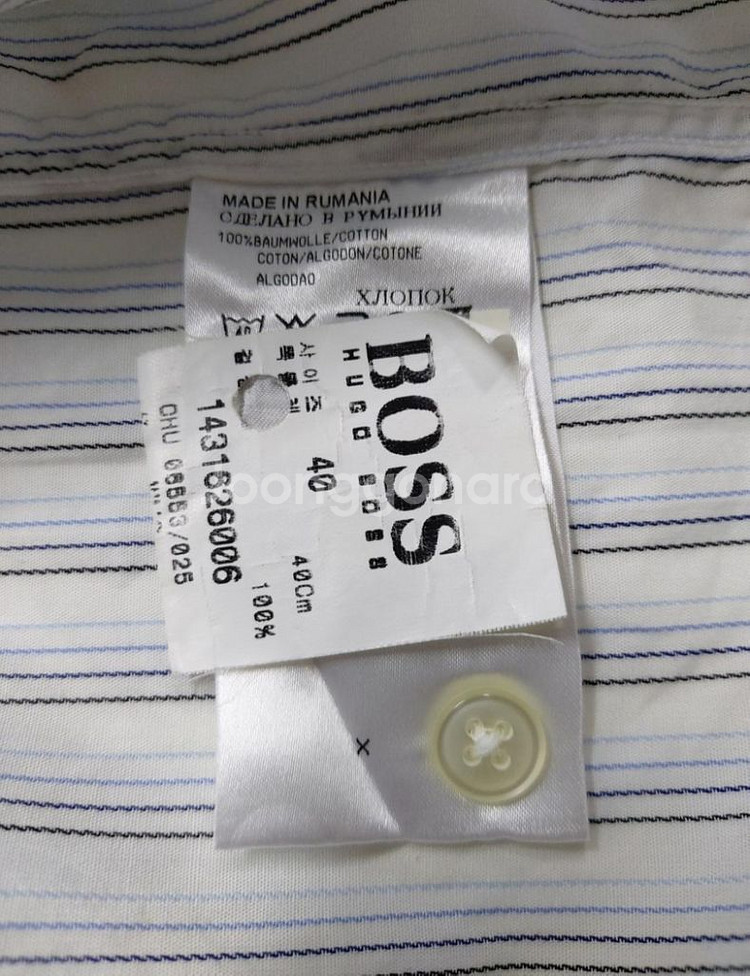 MADE IN RUMANIA
СДЕЛАНО В РУМЫНИИ
100%BAUMWOLLE/COTTON
COTON/ALGODON/COTONE
ALGODAO
ХЛОПОК
BOSS
HUGO BOSS
사이즈 40 40Cm
100%
1431826006
x